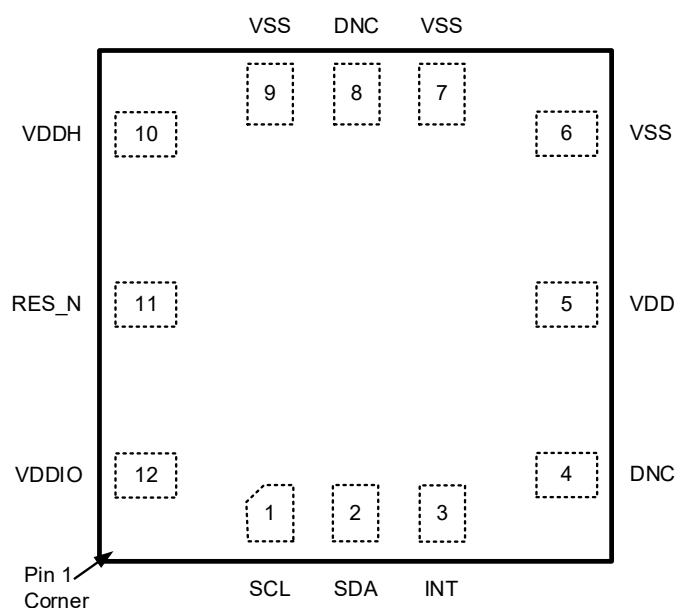 VSS DNC VSS
9 8 7
VDDH 10 6 VSS
RES_N 11 5 VDD
VDDIO 12 4 DNC
1 2 3
Pin 1
Corner
SCL SDA INT